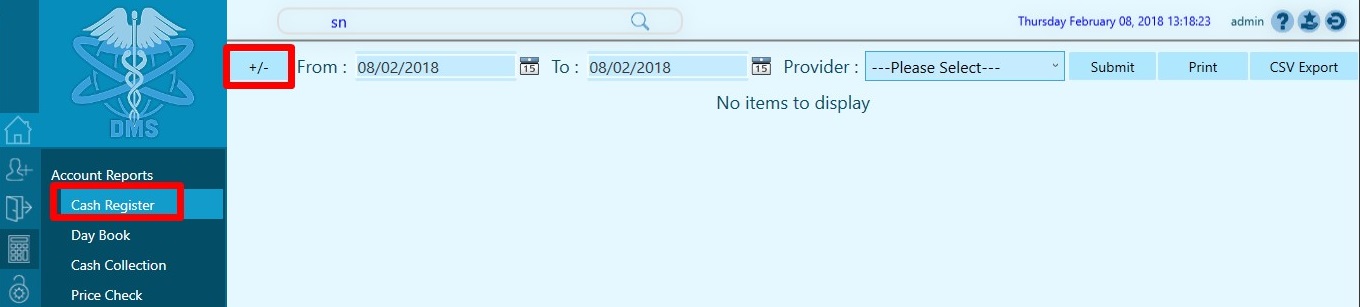 sn
Thursday February 08, 2018 13:18:23 admin ?
+/- From : 08/02/2018 15 To : 08/02/2018 15 Provider : ---Please Select--- Submit Print CSV Export
No items to display
DMS
Account Reports
Cash Register
Day Book
Cash Collection
Price Check